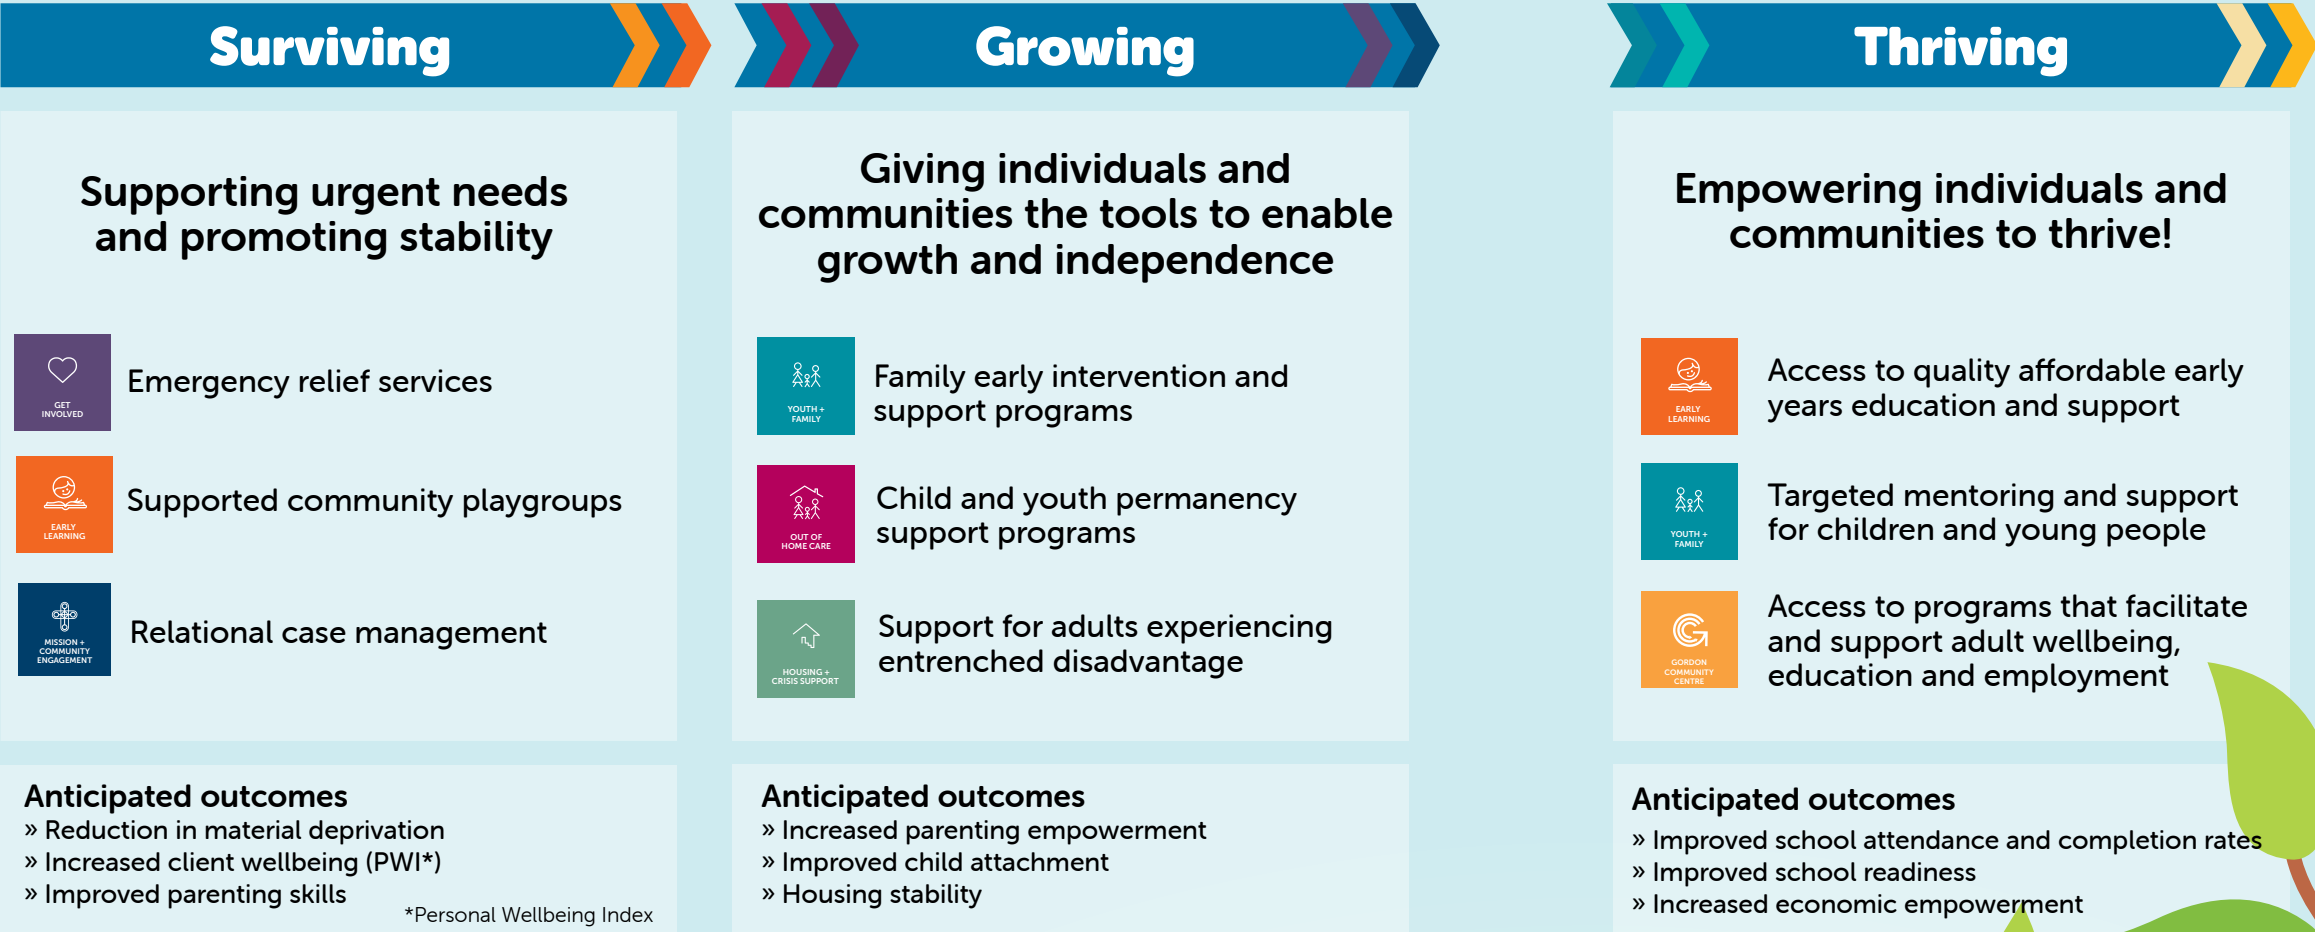 Surviving
Supporting urgent needs
and promoting stability
GET
INVOLVED
Emergency relief services
EARLY
LEARNING
Supported community playgroups
MISSION +
COMMUNITY
ENGAGEMENT
Relational case management
Anticipated outcomes
» Reduction in material deprivation
» Increased client wellbeing (PWI*)
» Improved parenting skills
*Personal Wellbeing Index
Growing
Giving individuals and
communities the tools to enable
growth and independence
YOUTH +
FAMILY
Family early intervention and
support programs
OUT OF
HOME CARE
Child and youth permanency
support programs
HOUSING +
CRISIS SUPPORT
Support for adults experiencing
entrenched disadvantage
Anticipated outcomes
» Increased parenting empowerment
» Improved child attachment
» Housing stability
Thriving
Empowering individuals and
communities to thrive!
EARLY
LEARNING
Access to quality affordable early
years education and support
YOUTH +
FAMILY
Targeted mentoring and support
for children and young people
GORDON
COMMUNITY
CENTRE
Access to programs that facilitate
and support adult wellbeing,
education and employment
Anticipated outcomes
» Improved school attendance and completion rates
» Improved school readiness
» Increased economic empowerment